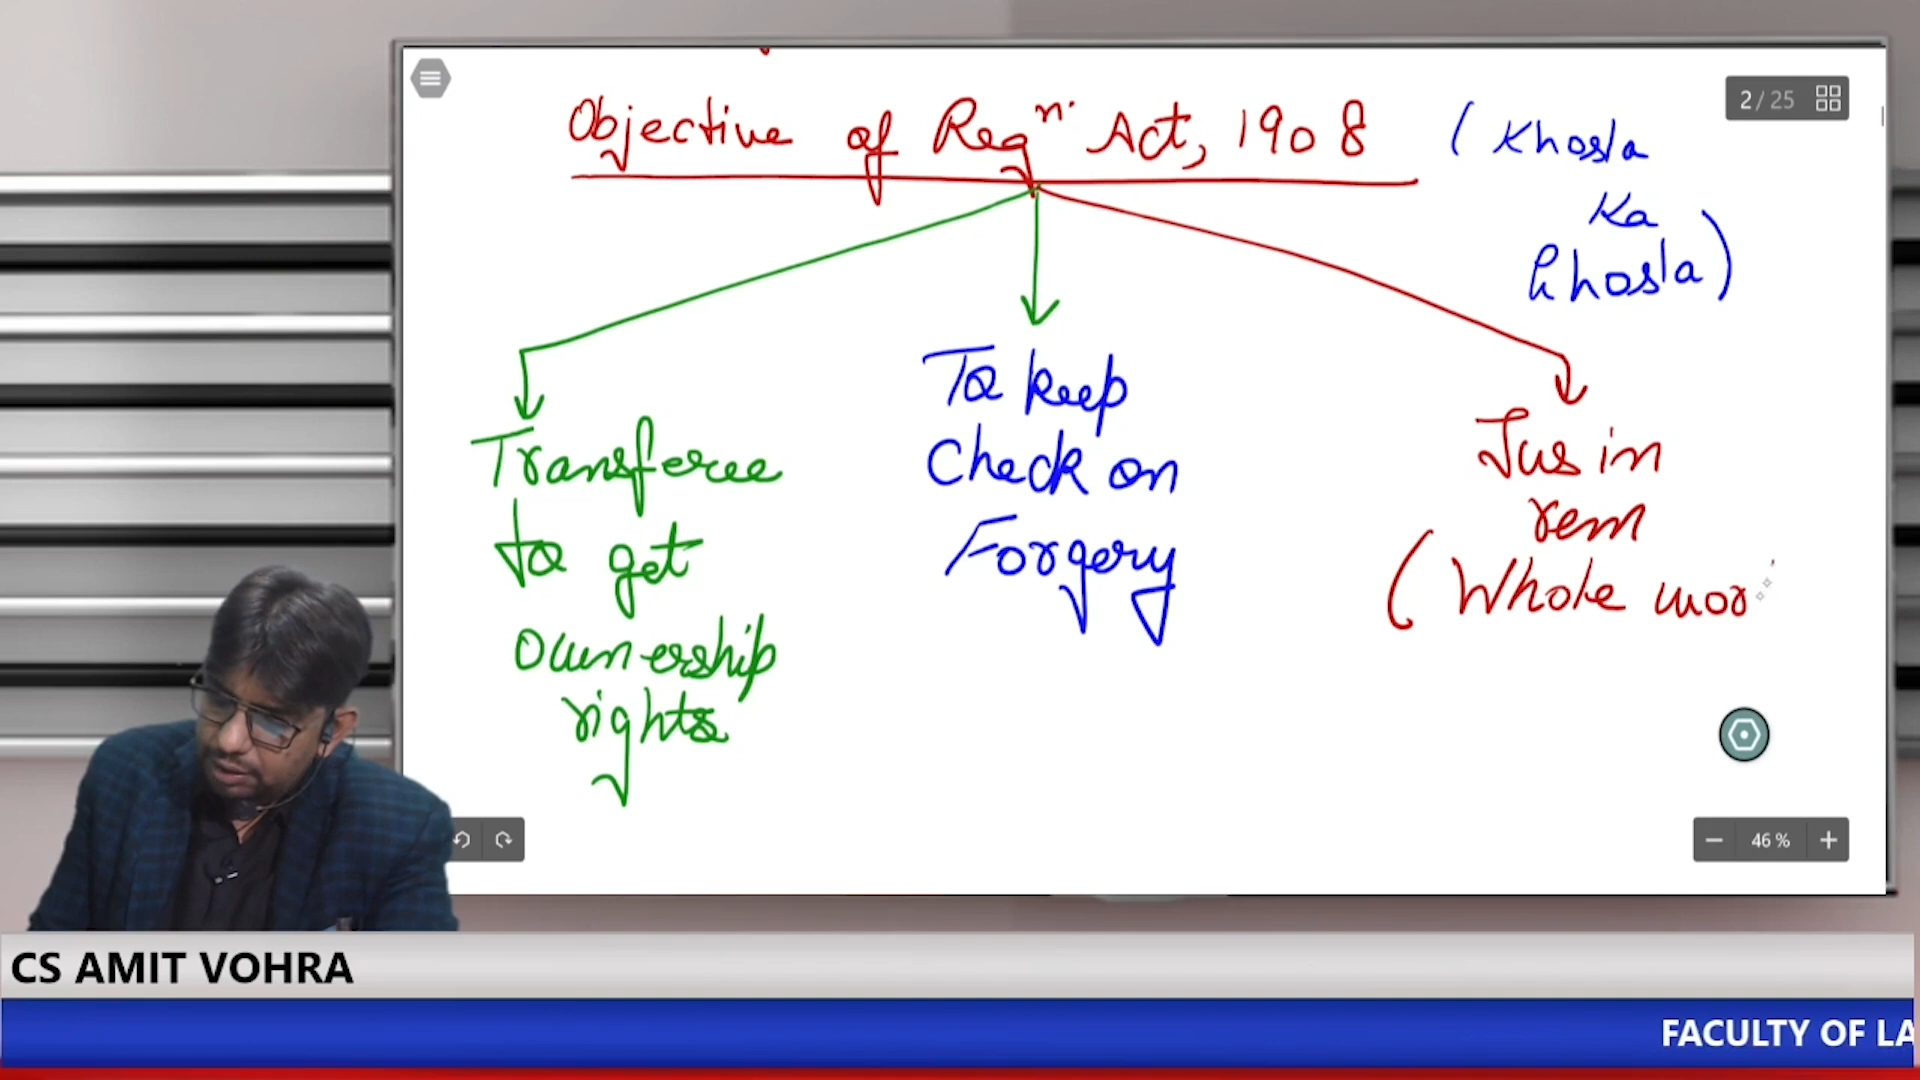 Objective of Regn. Act, 1908
(Khosla
Ka
Ghosla)
2 / 25
Transferee
to get
ownership
rights
To keep
Check on
Forgery
Jus in
rem
(Whole wor
46 %
CS AMIT VOHRA
FACULTY OF LA